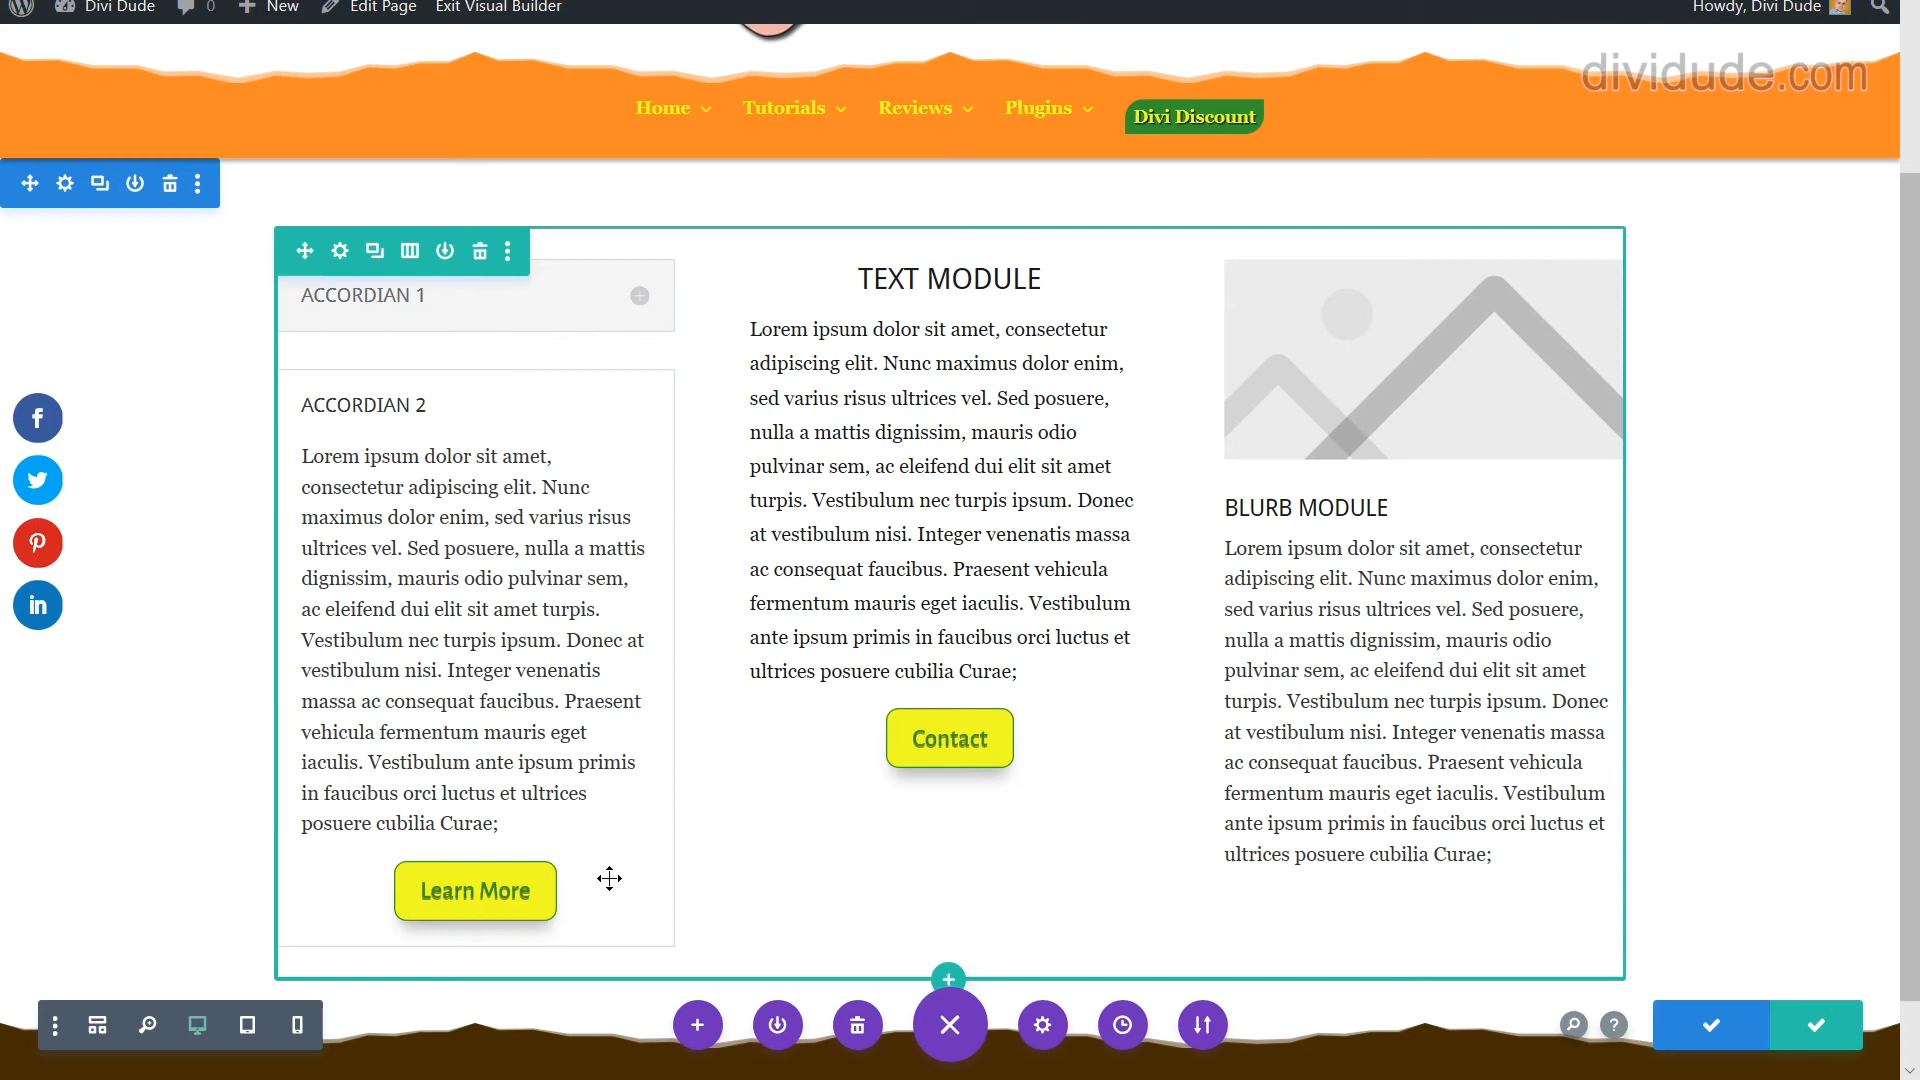 Divi Dude 0 New Edit Page Exit Visual Builder Howdy, Divi Dude
dividude.com
Home Tutorials Reviews Plugins Divi Discount
ACCORDIAN 1
ACCORDIAN 2
Lorem ipsum dolor sit amet,
consectetur adipiscing elit. Nunc
maximus dolor enim, sed varius risus
ultrices vel. Sed posuere, nulla a mattis
dignissim, mauris odio pulvinar sem,
ac eleifend dui elit sit amet turpis.
Vestibulum nec turpis ipsum. Donec at
vestibulum nisi. Integer venenatis
massa ac consequat faucibus. Praesent
vehicula fermentum mauris eget
iaculis. Vestibulum ante ipsum primis
in faucibus orci luctus et ultrices
posuere cubilia Curae;
Learn More
TEXT MODULE
Lorem ipsum dolor sit amet, consectetur
adipiscing elit. Nunc maximus dolor enim,
sed varius risus ultrices vel. Sed posuere,
nulla a mattis dignissim, mauris odio
pulvinar sem, ac eleifend dui elit sit amet
turpis. Vestibulum nec turpis ipsum. Donec
at vestibulum nisi. Integer venenatis massa
ac consequat faucibus. Praesent vehicula
fermentum mauris eget iaculis. Vestibulum
ante ipsum primis in faucibus orci luctus et
ultrices posuere cubilia Curae;
Contact
BLURB MODULE
Lorem ipsum dolor sit amet, consectetur
adipiscing elit. Nunc maximus dolor enim,
sed varius risus ultrices vel. Sed posuere,
nulla a mattis dignissim, mauris odio
pulvinar sem, ac eleifend dui elit sit amet
turpis. Vestibulum nec turpis ipsum. Donec
at vestibulum nisi. Integer venenatis massa
ac consequat faucibus. Praesent vehicula
fermentum mauris eget iaculis. Vestibulum
ante ipsum primis in faucibus orci luctus et
ultrices posuere cubilia Curae;